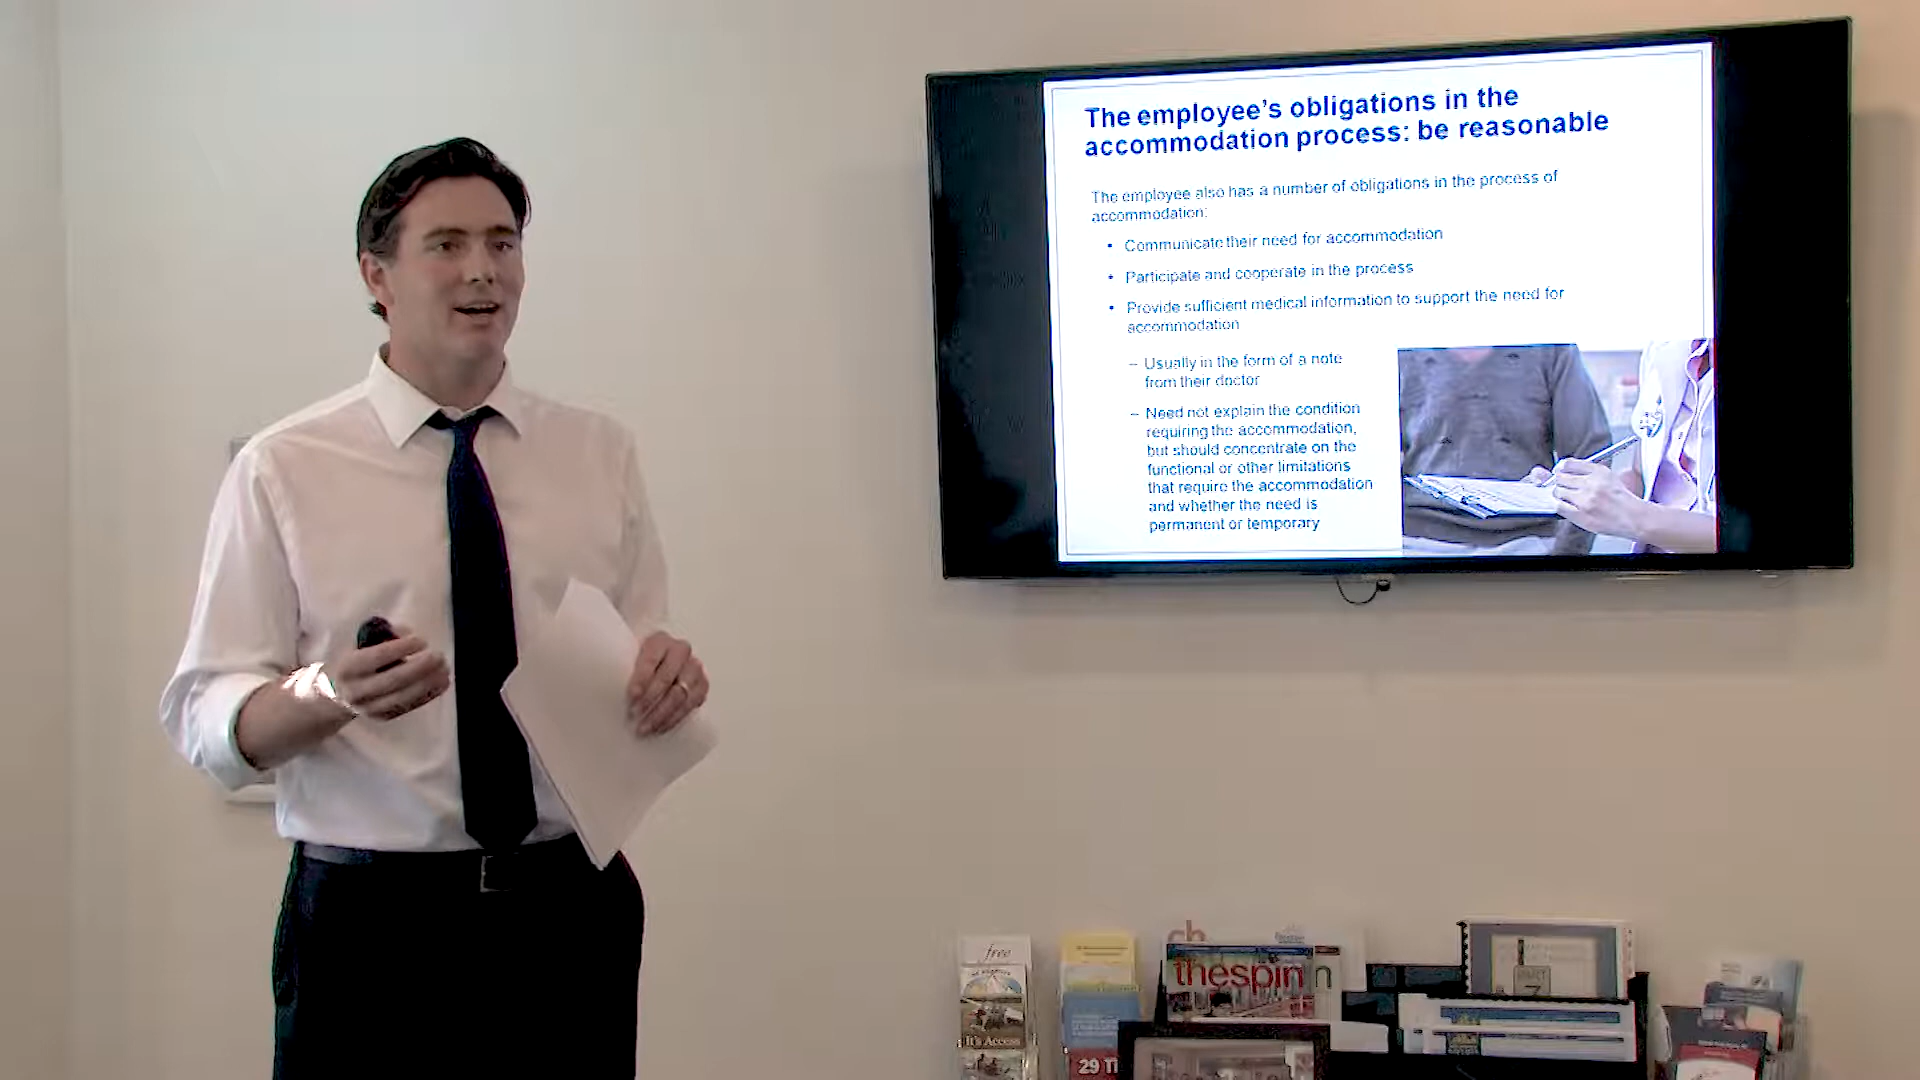 The employee's obligations in the
accommodation process: be reasonable
The employee also has a number of obligations in the process of
accommodation:
• Communicate their need for accommodation
• Participate and cooperate in the process
• Provide sufficient medical information to support the need for
accommodation
– Usually in the form of a note
from their doctor
– Need not explain the condition
requiring the accommodation,
but should concentrate on the
functional or other limitations
that require the accommodation
and whether the need is
permanent or temporary
free
thespin
It's Access
29 TI